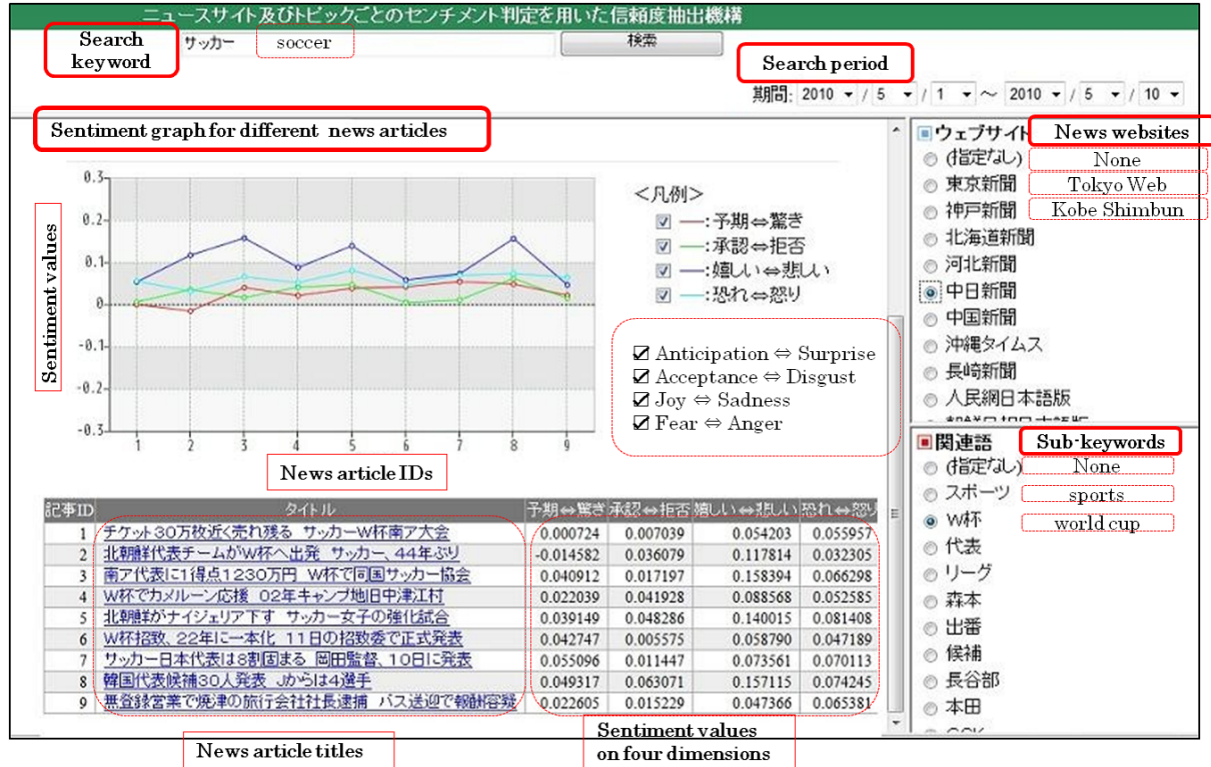 ニュースサイト及びトピックごとのセンチメント判定を用いた信頼度抽出機構
Search keyword
サッカー soccer 検索
Search period
期間: 2010 / 5 / 1 ～ 2010 / 5 / 10
Sentiment graph for different news articles
Sentiment values
0.3
0.2
0.1
0
-0.1
-0.2
-0.3
1 2 3 4 5 6 7 8 9
News article IDs
<凡例>
—:予期⇔驚き
—:承認⇔拒否
—:嬉しい⇔悲しい
—:恐れ⇔怒り
Anticipation ⇔ Surprise
Acceptance ⇔ Disgust
Joy ⇔ Sadness
Fear ⇔ Anger
記事ID タイトル 予期⇔驚き 承認⇔拒否 嬉しい⇔悲しい 恐れ⇔怒り
1 チケット30万枚近く売れ残る サッカーW杯南ア大会 0.000724 0.007039 0.054203 0.055957
2 北朝鮮代表チームがW杯へ出発 サッカー、44年ぶり -0.014582 0.036079 0.117814 0.032305
3 南ア代表に1得点1230万円 W杯で同国サッカー協会 0.040912 0.017197 0.158394 0.066298
4 W杯でカメルーン応援 02年キャンプ地旧中津江村 0.022039 0.041928 0.088568 0.052585
5 北朝鮮がナイジェリア下す サッカー女子の強化試合 0.039149 0.048286 0.140015 0.081408
6 W杯招致、22年に一本化 11日の招致委で正式発表 0.042747 0.005575 0.058790 0.047189
7 サッカー日本代表は8割固まる 岡田監督、10日に発表 0.055096 0.011447 0.073561 0.070113
8 韓国代表候補30人発表 Jからは4選手 0.049317 0.063071 0.157115 0.074245
9 無登録営業で焼津の旅行会社社長逮捕 バス送迎で報酬容疑 0.022605 0.015229 0.047366 0.065381
News article titles
Sentiment values on four dimensions
ウェブサイト News websites
(指定なし) None
東京新聞 Tokyo Web
神戸新聞 Kobe Shimbun
北海道新聞
河北新聞
中日新聞
中国新聞
沖縄タイムス
長崎新聞
人民網日本語版
関連語 Sub-keywords
(指定なし) None
スポーツ sports
W杯 world cup
代表
リーグ
森本
出番
候補
長谷部
本田